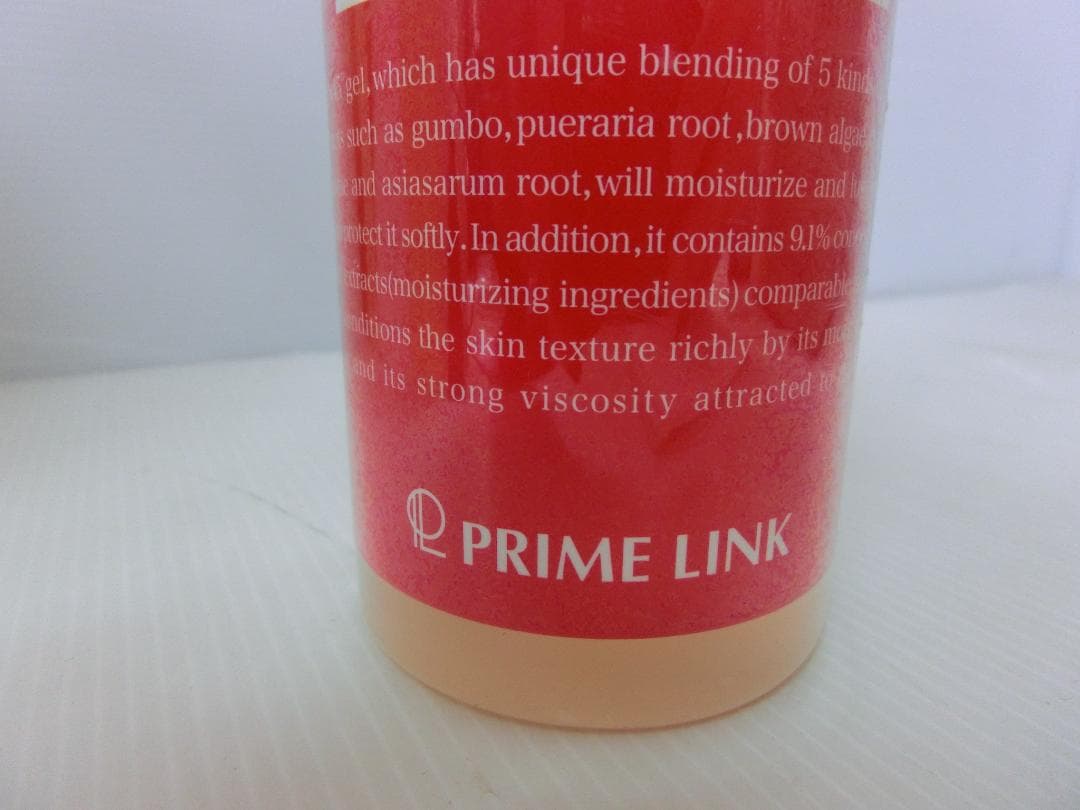 gel, which has unique blending of 5
such as gumbo, pueraria root, brown
and asiasarum root, will moisturize and
protect it softly. In addition, it contains 9.1%
(moisturizing ingredients) comparable
the skin texture richly by its
and its strong viscosity attracted
PL PRIME LINK